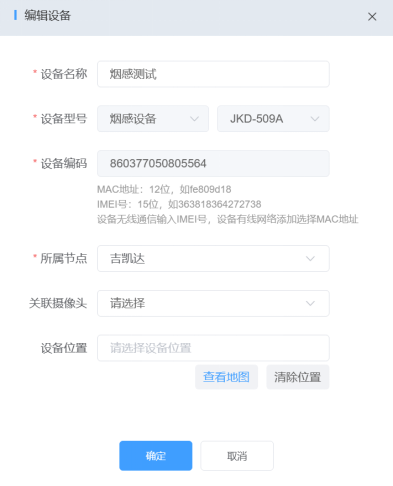 编辑设备
* 设备名称 烟感测试
* 设备型号 烟感设备 JKD-509A
* 设备编码 860377050805564
MAC地址：12位，如fe809d18
IMEI号：15位，如363818364272738
设备无线通信输入IMEI号，设备有线网络添加选择MAC地址
* 所属节点 吉凯达
关联摄像头 请选择
设备位置 请选择设备位置
查看地图 清除位置
确定 取消